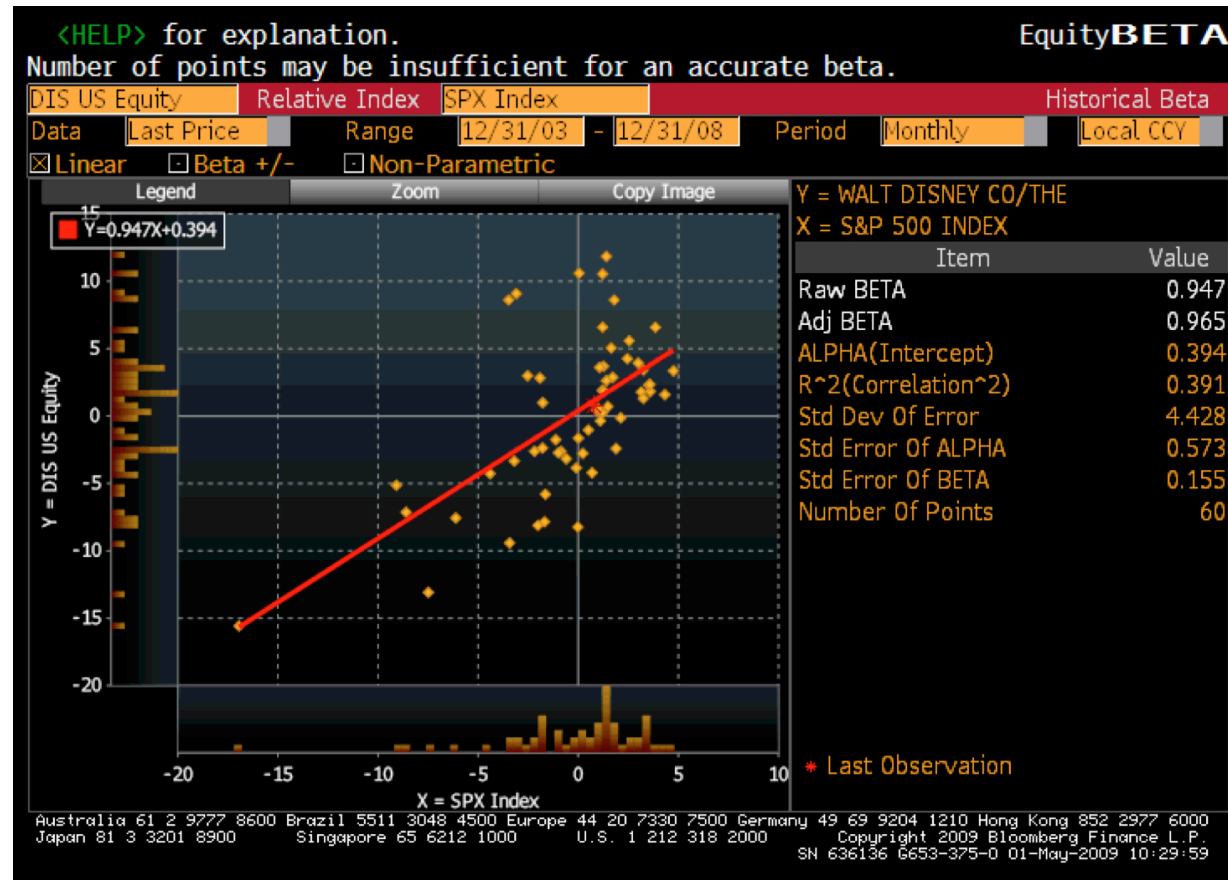 <HELP> for explanation. EquityBETA
Number of points may be insufficient for an accurate beta.
DIS US Equity Relative Index SPX Index Historical Beta
Data Last Price Range 12/31/03 - 12/31/08 Period Monthly Local CCY
Linear Beta +/- Non-Parametric
Legend Zoom Copy Image
Y=0.947X+0.394
15
10
5
0
-5
-10
-15
-20
Y = DIS US Equity
-20 -15 -10 -5 0 5 10
X = SPX Index
Y = WALT DISNEY CO/THE
X = S&P 500 INDEX
Item Value
Raw BETA 0.947
Adj BETA 0.965
ALPHA(Intercept) 0.394
R^2(Correlation^2) 0.391
Std Dev Of Error 4.428
Std Error Of ALPHA 0.573
Std Error Of BETA 0.155
Number Of Points 60
* Last Observation
Australia 61 2 9777 8600 Brazil 5511 3048 4500 Europe 44 20 7330 7500 Germany 49 69 9204 1210 Hong Kong 852 2977 6000
Japan 81 3 3201 8900 Singapore 65 6212 1000 U.S. 1 212 318 2000 Copyright 2009 Bloomberg Finance L.P.
SN 636136 G653-375-0 01-May-2009 10:29:59